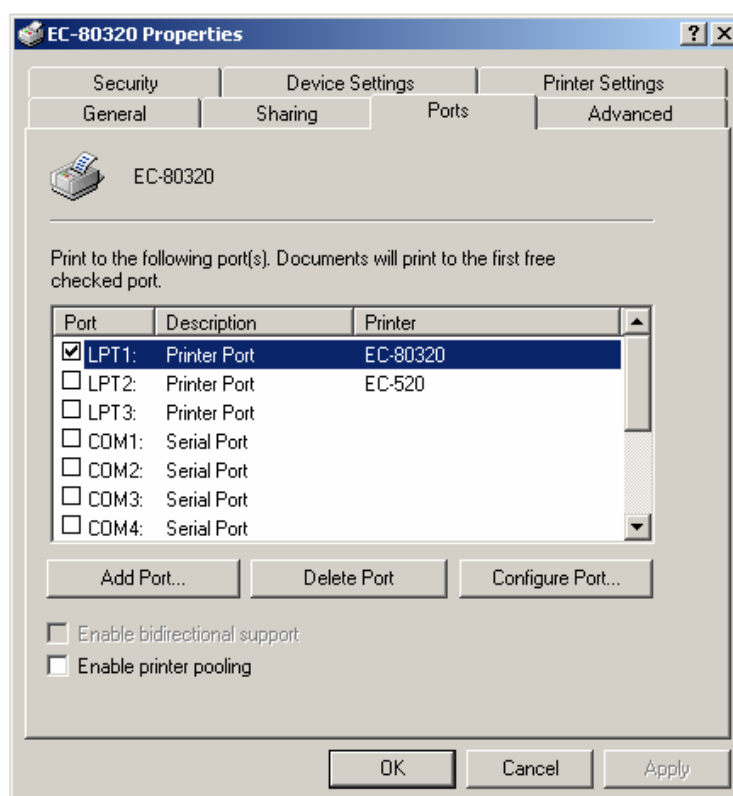 EC-80320 Properties
Security Device Settings Printer Settings
General Sharing Ports Advanced
EC-80320
Print to the following port(s). Documents will print to the first free
checked port.
Port Description Printer
LPT1: Printer Port EC-80320
LPT2: Printer Port EC-520
LPT3: Printer Port
COM1: Serial Port
COM2: Serial Port
COM3: Serial Port
COM4: Serial Port
Add Port... Delete Port Configure Port...
Enable bidirectional support
Enable printer pooling
OK Cancel Apply